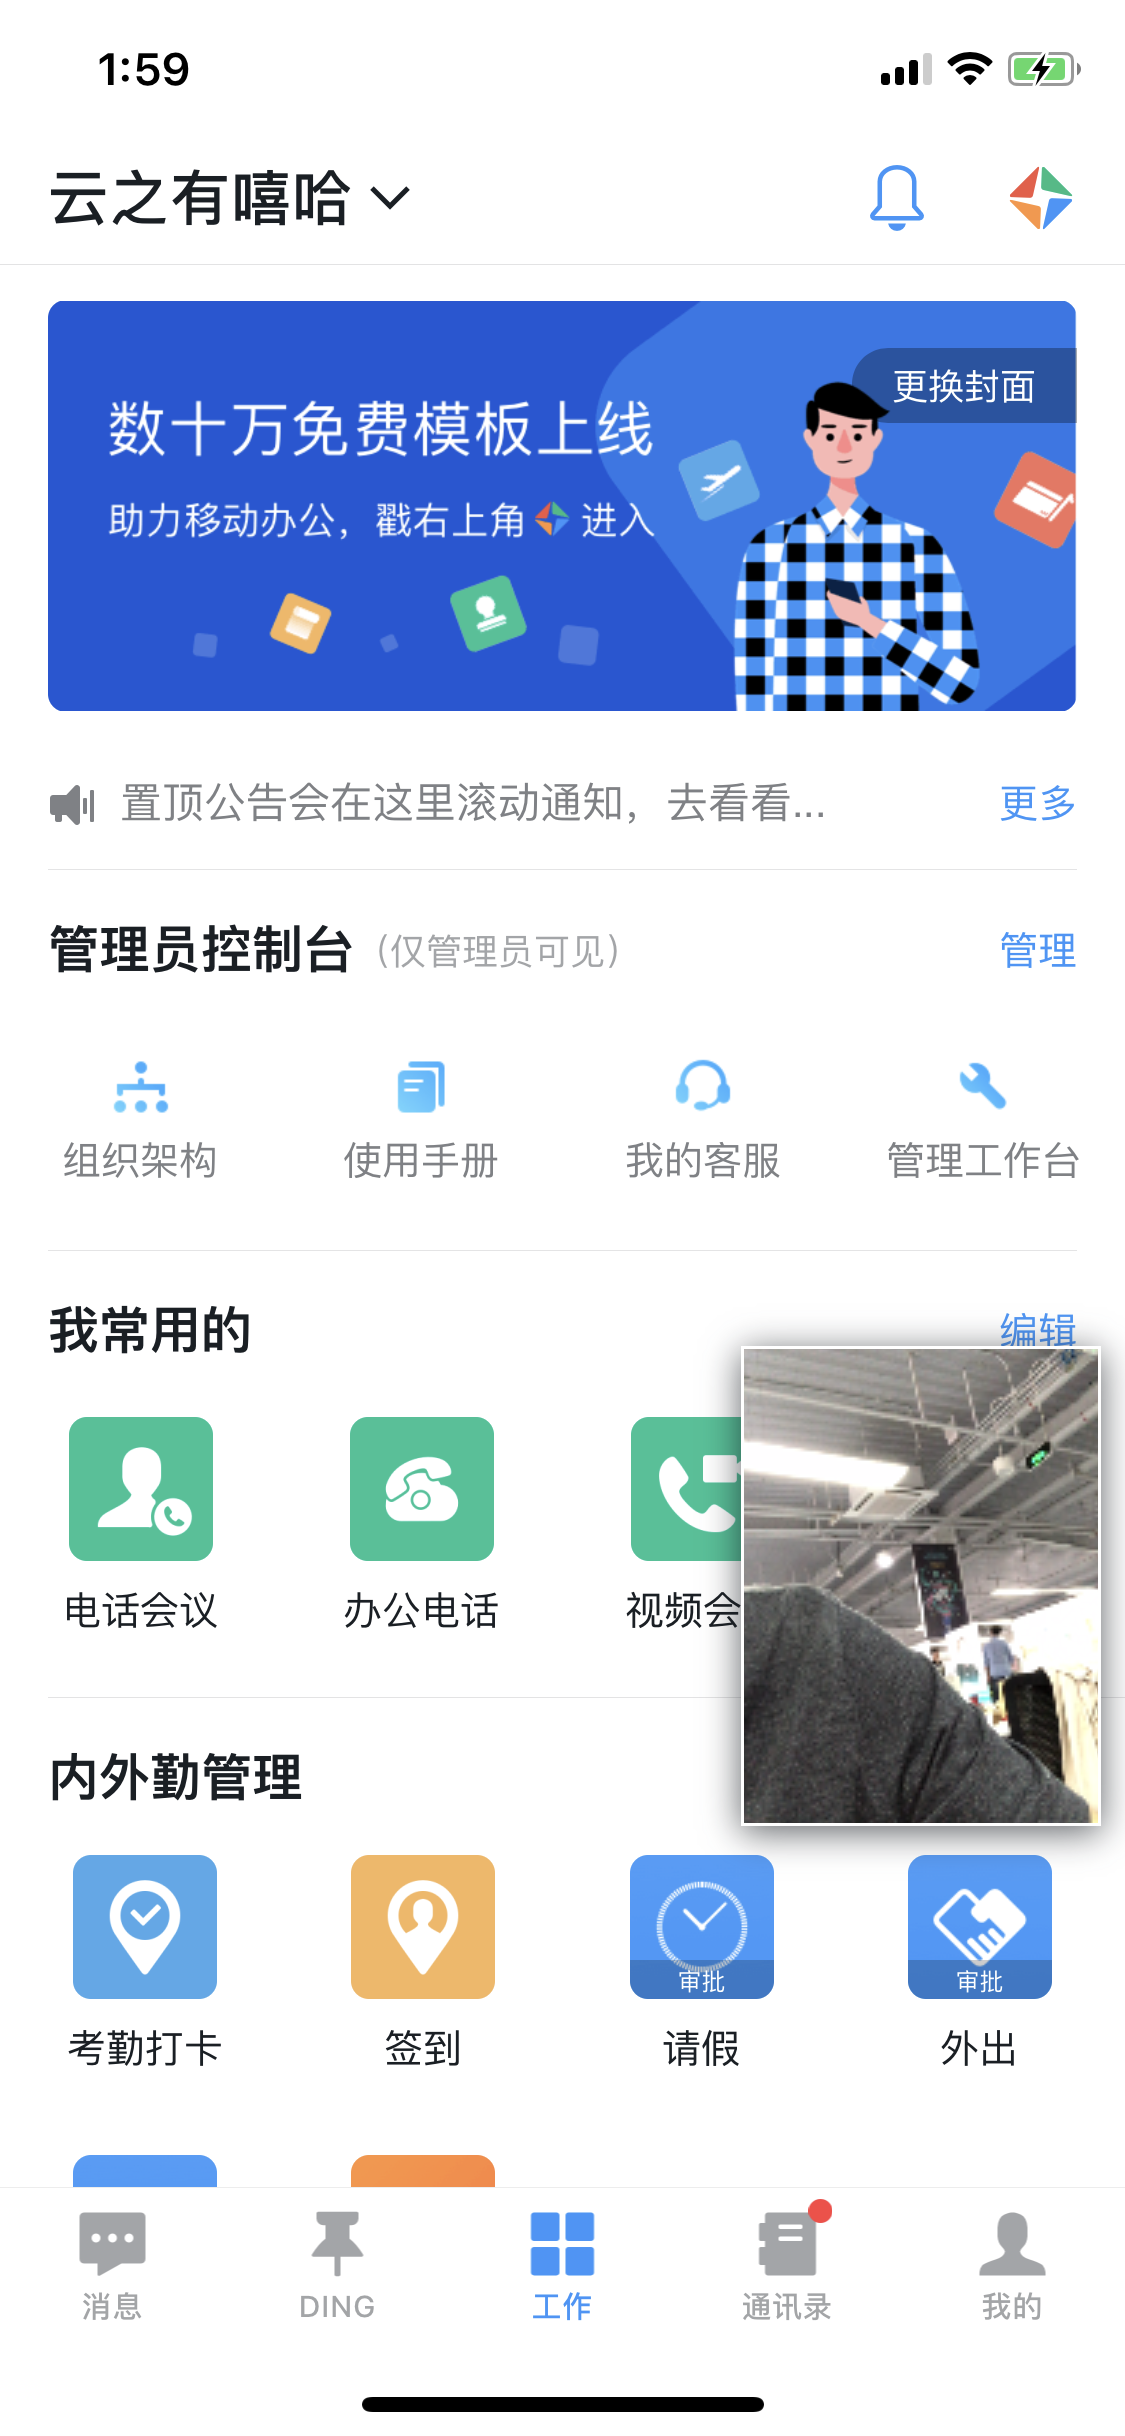 1:59
云之有嘻哈
更换封面
数十万免费模板上线
助力移动办公，戳右上角进入
置顶公告会在这里滚动通知，去看看... 更多
管理员控制台 (仅管理员可见) 管理
组织架构 使用手册 我的客服 管理工作台
我常用的 编辑
电话会议 办公电话 视频会
内外勤管理
审批 审批
考勤打卡 签到 请假 外出
消息 DING 工作 通讯录 我的